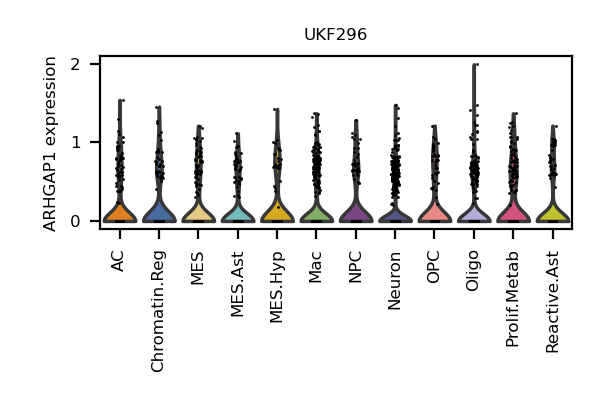 UKF296
ARHGAP1 expression
2
1
0
AC
Chromatin.Reg
MES
MES.Ast
MES.Hyp
Mac
NPC
Neuron
OPC
Oligo
Prolif.Metab
Reactive.Ast